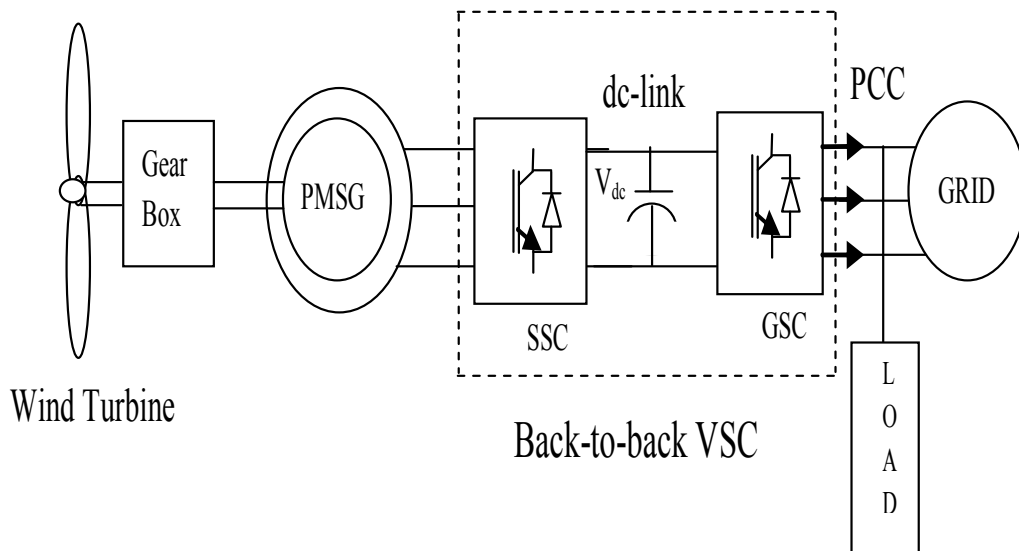 dc-link
PCC
Gear
Box
PMSG
Vdc
GRID
SSC
GSC
Wind Turbine
Back-to-back VSC
L
O
A
D